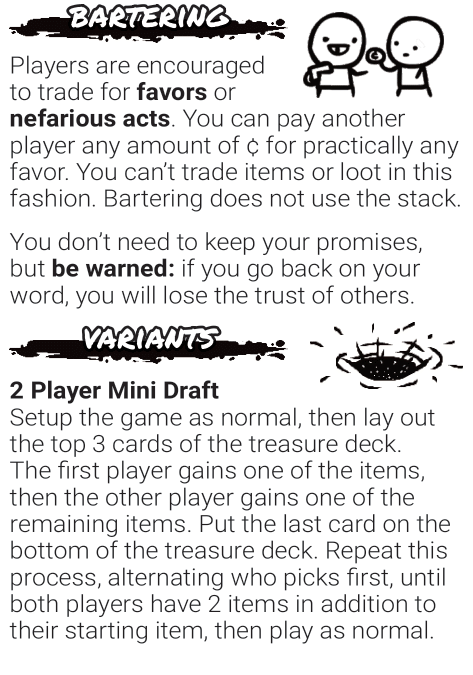 BARTERING
Players are encouraged
to trade for favors or
nefarious acts. You can pay another
player any amount of ¢ for practically any
favor. You can’t trade items or loot in this
fashion. Bartering does not use the stack.
You don’t need to keep your promises,
but be warned: if you go back on your
word, you will lose the trust of others.
VARIANTS
2 Player Mini Draft
Setup the game as normal, then lay out
the top 3 cards of the treasure deck.
The first player gains one of the items,
then the other player gains one of the
remaining items. Put the last card on the
bottom of the treasure deck. Repeat this
process, alternating who picks first, until
both players have 2 items in addition to
their starting item, then play as normal.